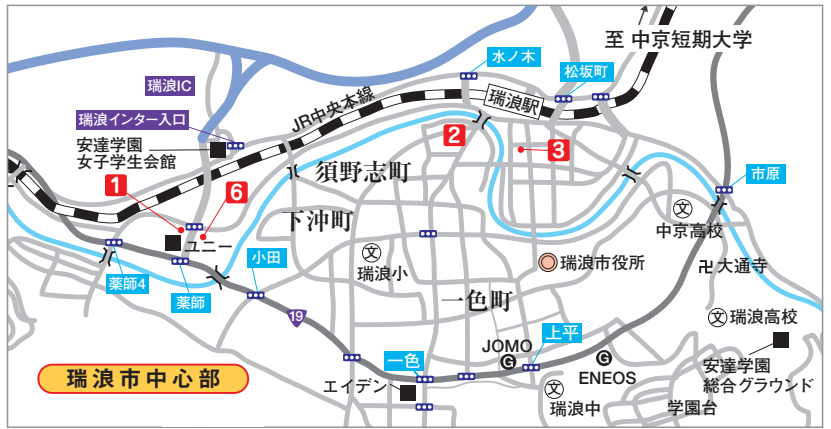 至 中京短期大学
水ノ木
松坂町
瑞浪IC
瑞浪駅
JR中央本線
瑞浪インター入口
安達学園
女子学生会館
2
3
須野志町
市原
1
6
下沖町
中京高校
文
ユニー
文
瑞浪小
小田
瑞浪市役所
卍大通寺
薬師4
薬師
一色町
19
文
瑞浪高校
JOMO
G
上平
G
ENEOS
安達学園
総合グラウンド
瑞浪市中心部
一色
エイデン
文
瑞浪中
学園台